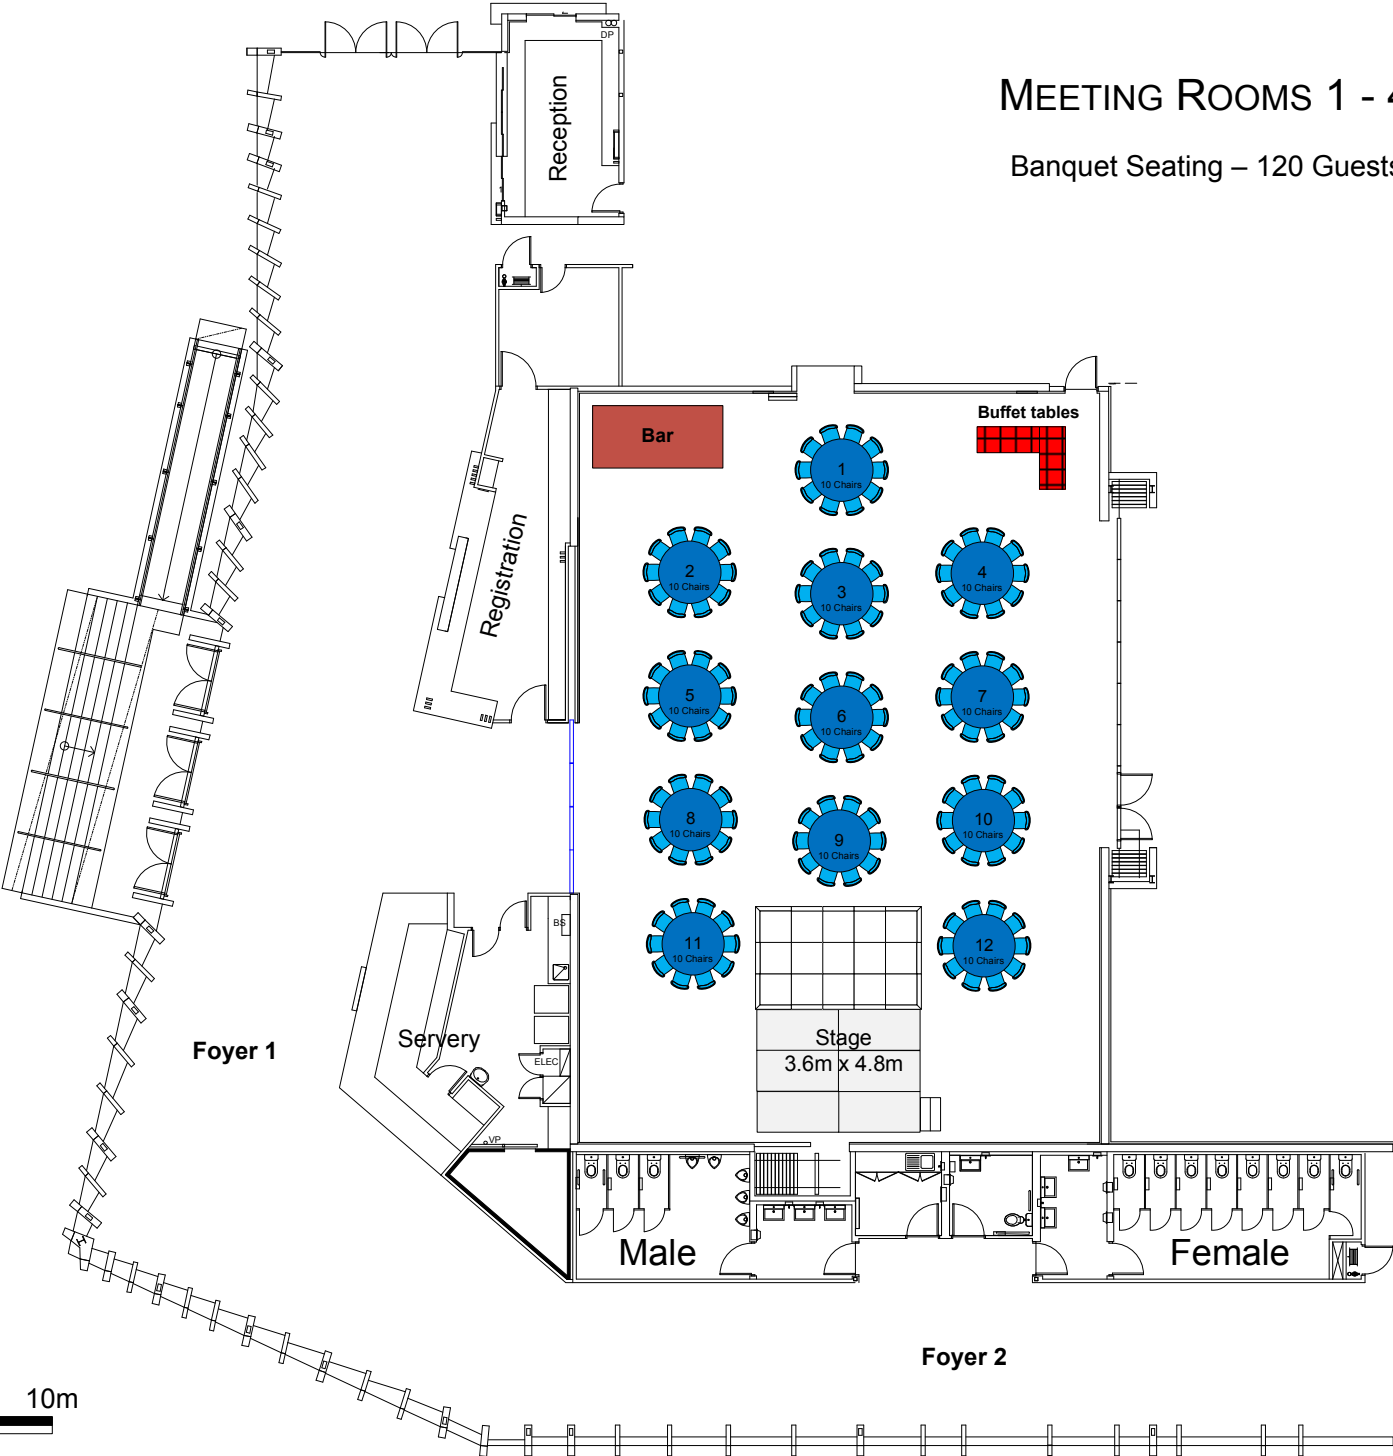 DP
Reception
MEETING ROOMS 1 - 4
Banquet Seating – 120 Guests
Bar
Buffet tables
1
10 Chairs
2
10 Chairs
3
10 Chairs
4
10 Chairs
Registration
5
10 Chairs
6
10 Chairs
7
10 Chairs
8
10 Chairs
9
10 Chairs
10
10 Chairs
BS
11
10 Chairs
12
10 Chairs
Foyer 1
Servery
ELEC
Stage
3.6m x 4.8m
VP
Male
Female
Foyer 2
10m